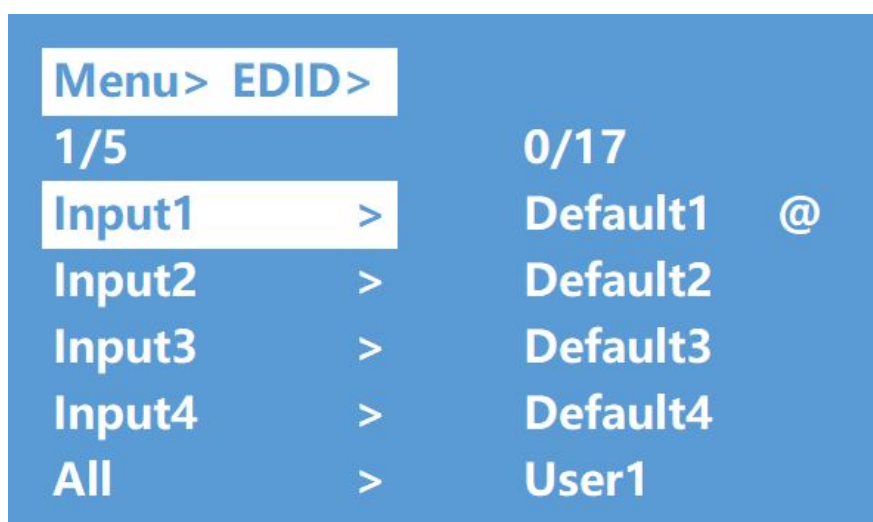 Menu> EDID>
1/5 0/17
Input1 > Default1 @
Input2 > Default2
Input3 > Default3
Input4 > Default4
All > User1